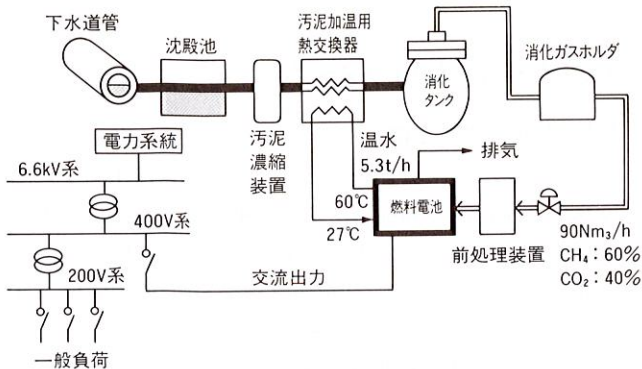 下水道管
沈殿池
汚泥
濃縮
装置
汚泥加温用
熱交換器
消化
タンク
消化ガスホルダ
電力系統
6.6kV系
400V系
200V系
一般負荷
温水
5.3t/h
60℃
27℃
排気
燃料電池
前処理装置
90Nm3/h
CH4：60％
CO2：40％
交流出力